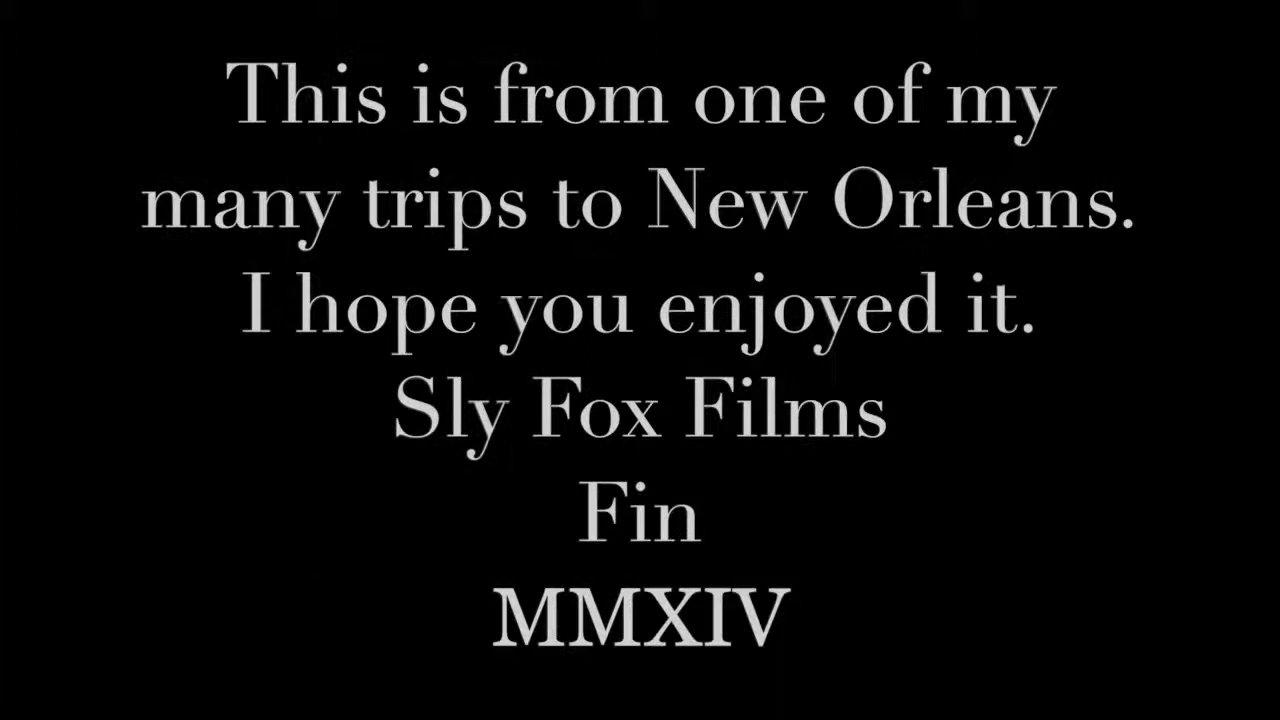 This is from one of my
many trips to New Orleans.
I hope you enjoyed it.
Sly Fox Films
Fin
MMXIV